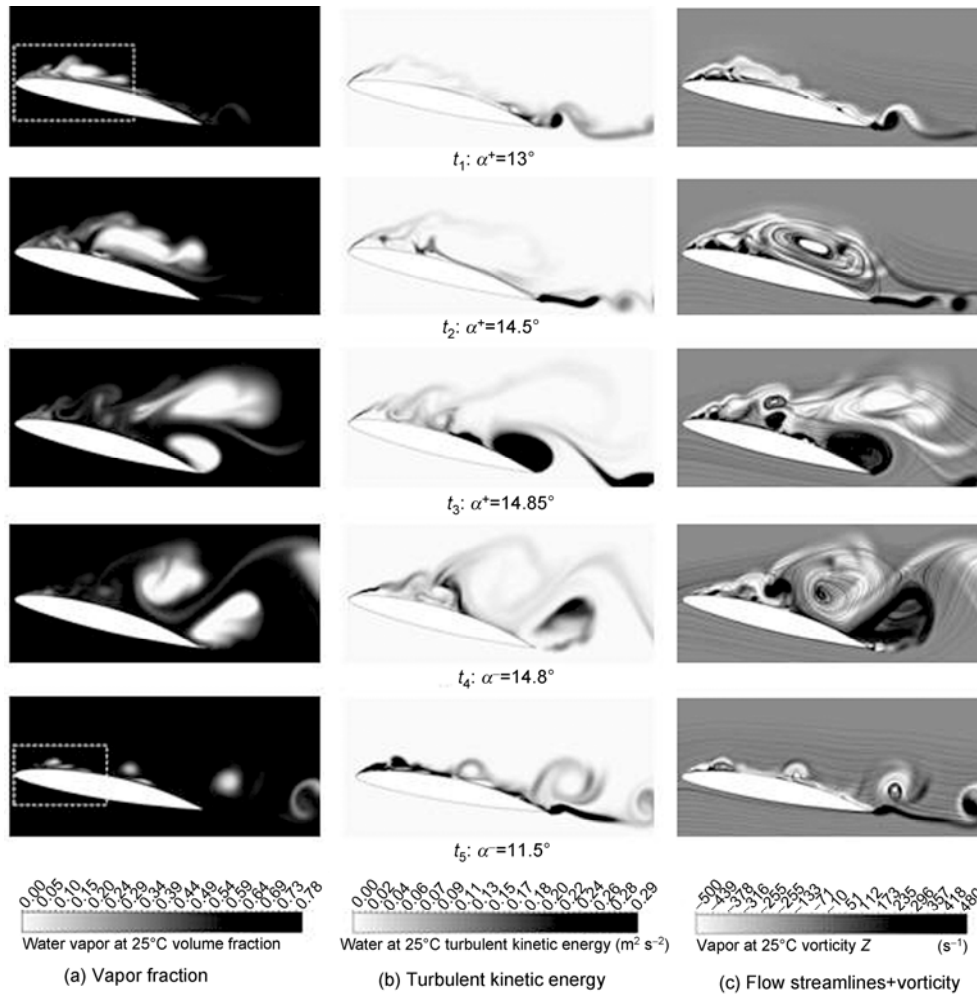 t1: α+=13°
t2: α+=14.5°
t3: α+=14.85°
t4: α−=14.8°
t5: α−=11.5°
0.00 0.05 0.10 0.15 0.20 0.24 0.29 0.34 0.39 0.44 0.49 0.54 0.59 0.64 0.69 0.73 0.78
0.00 0.02 0.04 0.06 0.07 0.09 0.11 0.13 0.15 0.17 0.18 0.20 0.22 0.24 0.26 0.28 0.29
−500 −439 −378 −316 −255 −255 −133 −71 −10 51 112 173 235 296 357 418 480
Water vapor at 25°C volume fraction
Water at 25°C turbulent kinetic energy (m² s⁻²)
Vapor at 25°C vorticity Z (s⁻¹)
(a) Vapor fraction
(b) Turbulent kinetic energy
(c) Flow streamlines+vorticity